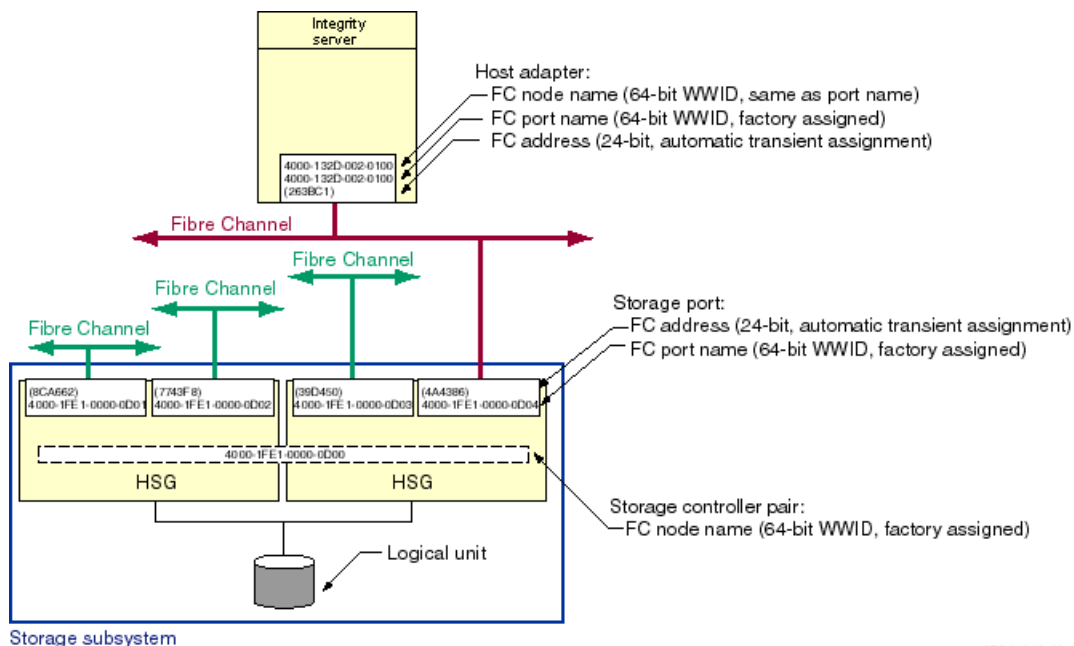 Integrity
server
Host adapter:
FC node name (64-bit WWID, same as port name)
FC port name (64-bit WWID, factory assigned)
FC address (24-bit, automatic transient assignment)
4000-132D-002-0100
4000-132D-002-0100
(263BC1)
Fibre Channel
Fibre Channel
Fibre Channel
Fibre Channel
Storage port:
FC address (24-bit, automatic transient assignment)
FC port name (64-bit WWID, factory assigned)
(8CA662)
4000-1FE1-0000-0D01
(7743F8)
4000-1FE1-0000-0D02
(39D450)
4000-1FE1-0000-0D03
(4A4386)
4000-1FE1-0000-0D04
4000-1FE1-0000-0D00
HSG
HSG
Storage controller pair:
FC node name (64-bit WWID, factory assigned)
Logical unit
Storage subsystem